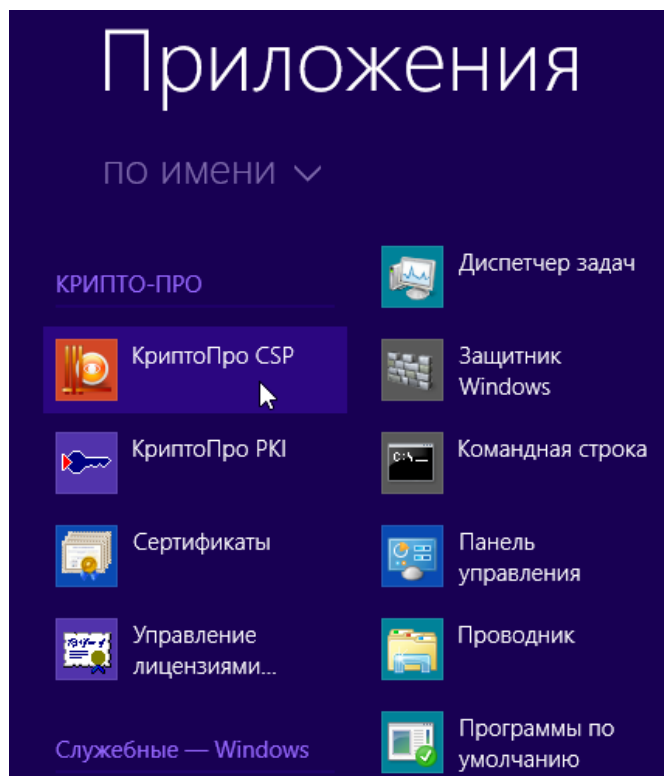 Приложения
по имени
КРИПТО-ПРО
КриптоПро CSP
КриптоПро PKI
Сертификаты
Управление
лицензиями...
Служебные — Windows
Диспетчер задач
Защитник
Windows
Командная строка
Панель
управления
Проводник
Программы по
умолчанию